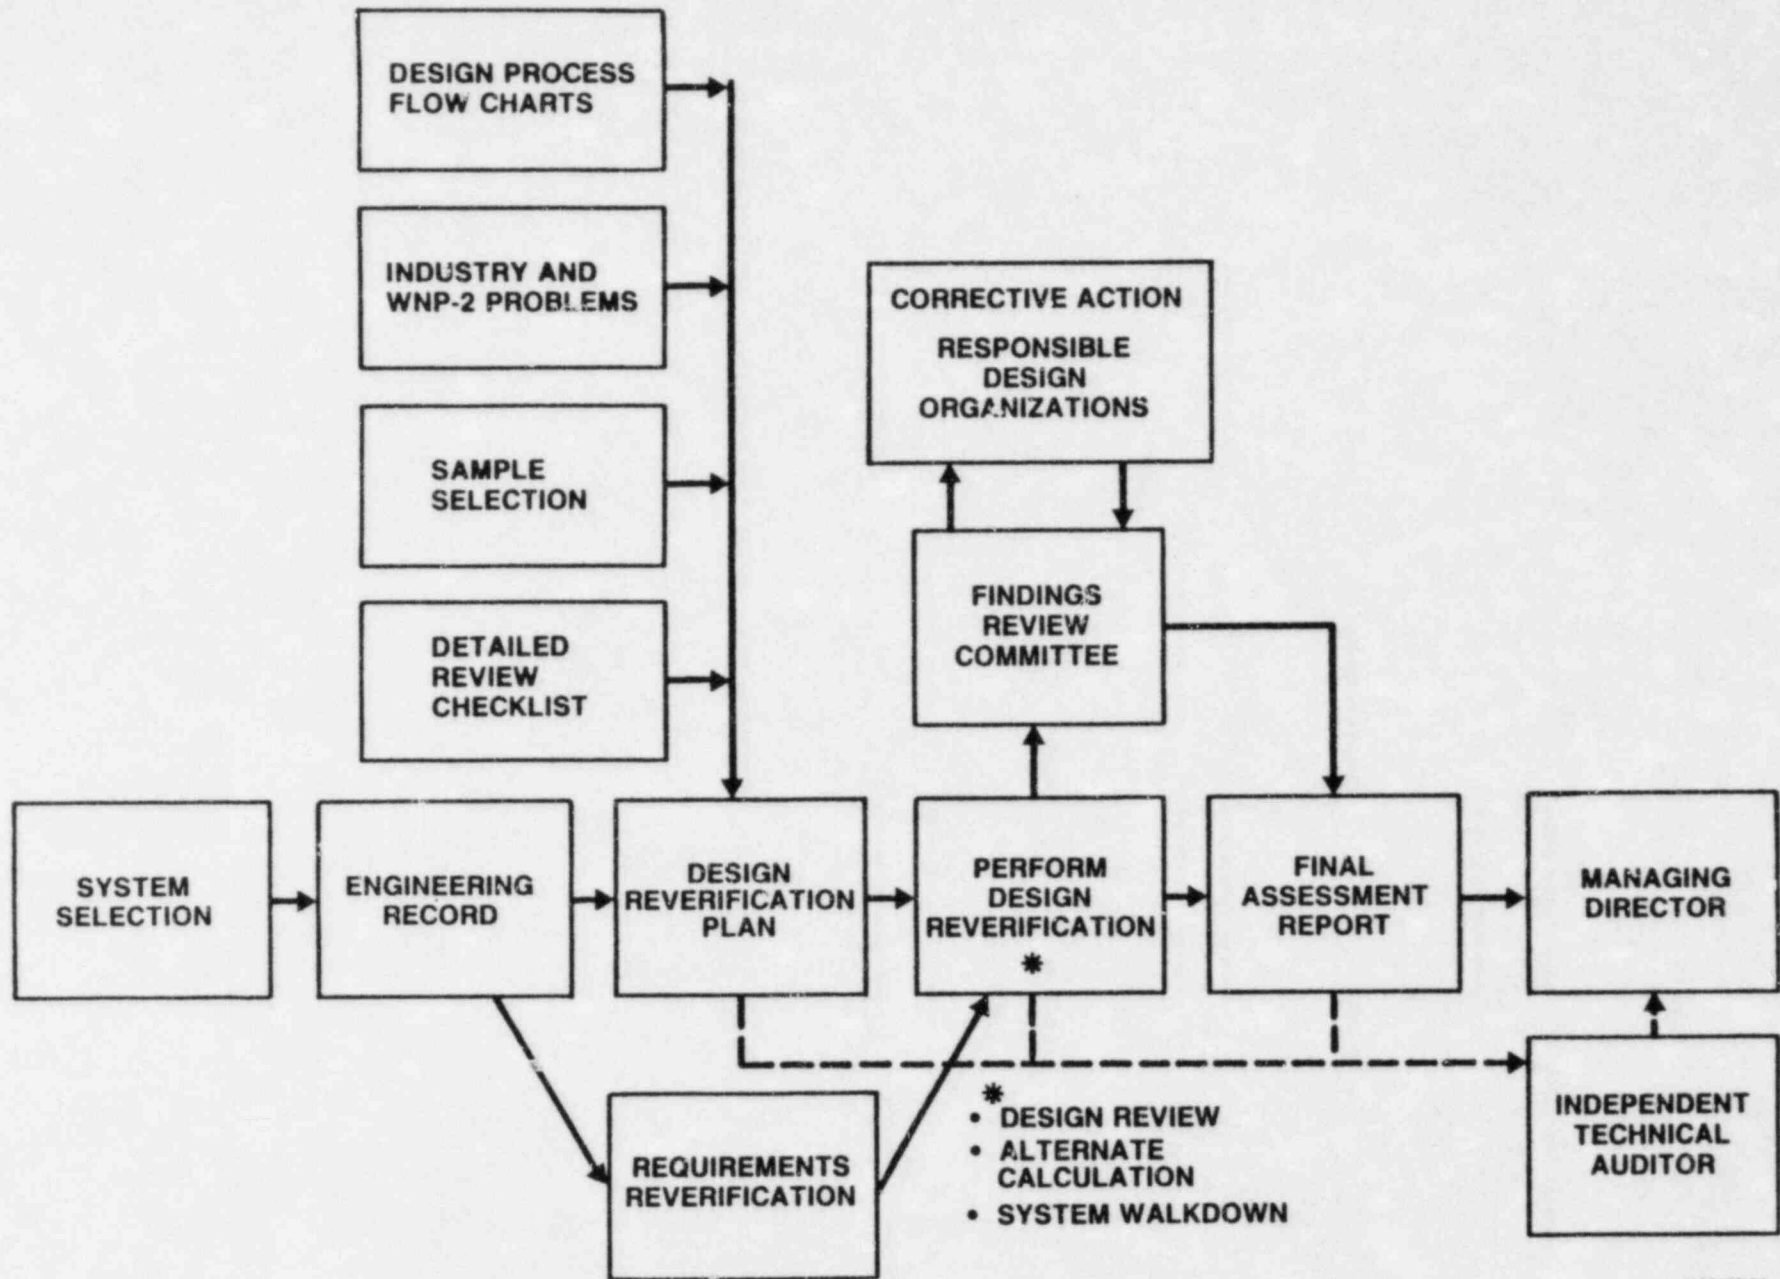 DESIGN PROCESS
FLOW CHARTS
INDUSTRY AND
WNP-2 PROBLEMS
SAMPLE
SELECTION
DETAILED
REVIEW
CHECKLIST
CORRECTIVE ACTION
RESPONSIBLE
DESIGN
ORGANIZATIONS
FINDINGS
REVIEW
COMMITTEE
SYSTEM
SELECTION
ENGINEERING
RECORD
DESIGN
REVERIFICATION
PLAN
PERFORM
DESIGN
REVERIFICATION
*
FINAL
ASSESSMENT
REPORT
MANAGING
DIRECTOR
REQUIREMENTS
REVERIFICATION
*
• DESIGN REVIEW
• ALTERNATE
CALCULATION
• SYSTEM WALKDOWN
INDEPENDENT
TECHNICAL
AUDITOR